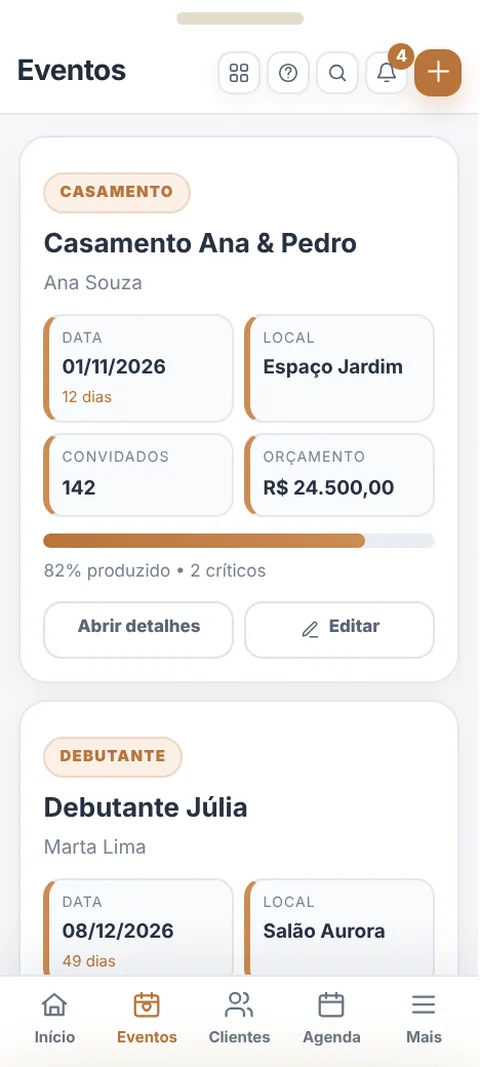 Eventos
4
CASAMENTO
Casamento Ana & Pedro
Ana Souza
DATA
01/11/2026
12 dias
LOCAL
Espaço Jardim
CONVIDADOS
142
ORÇAMENTO
R$ 24.500,00
82% produzido • 2 críticos
Abrir detalhes
Editar
DEBUTANTE
Debutante Júlia
Marta Lima
DATA
08/12/2026
49 dias
LOCAL
Salão Aurora
Início
Eventos
Clientes
Agenda
Mais